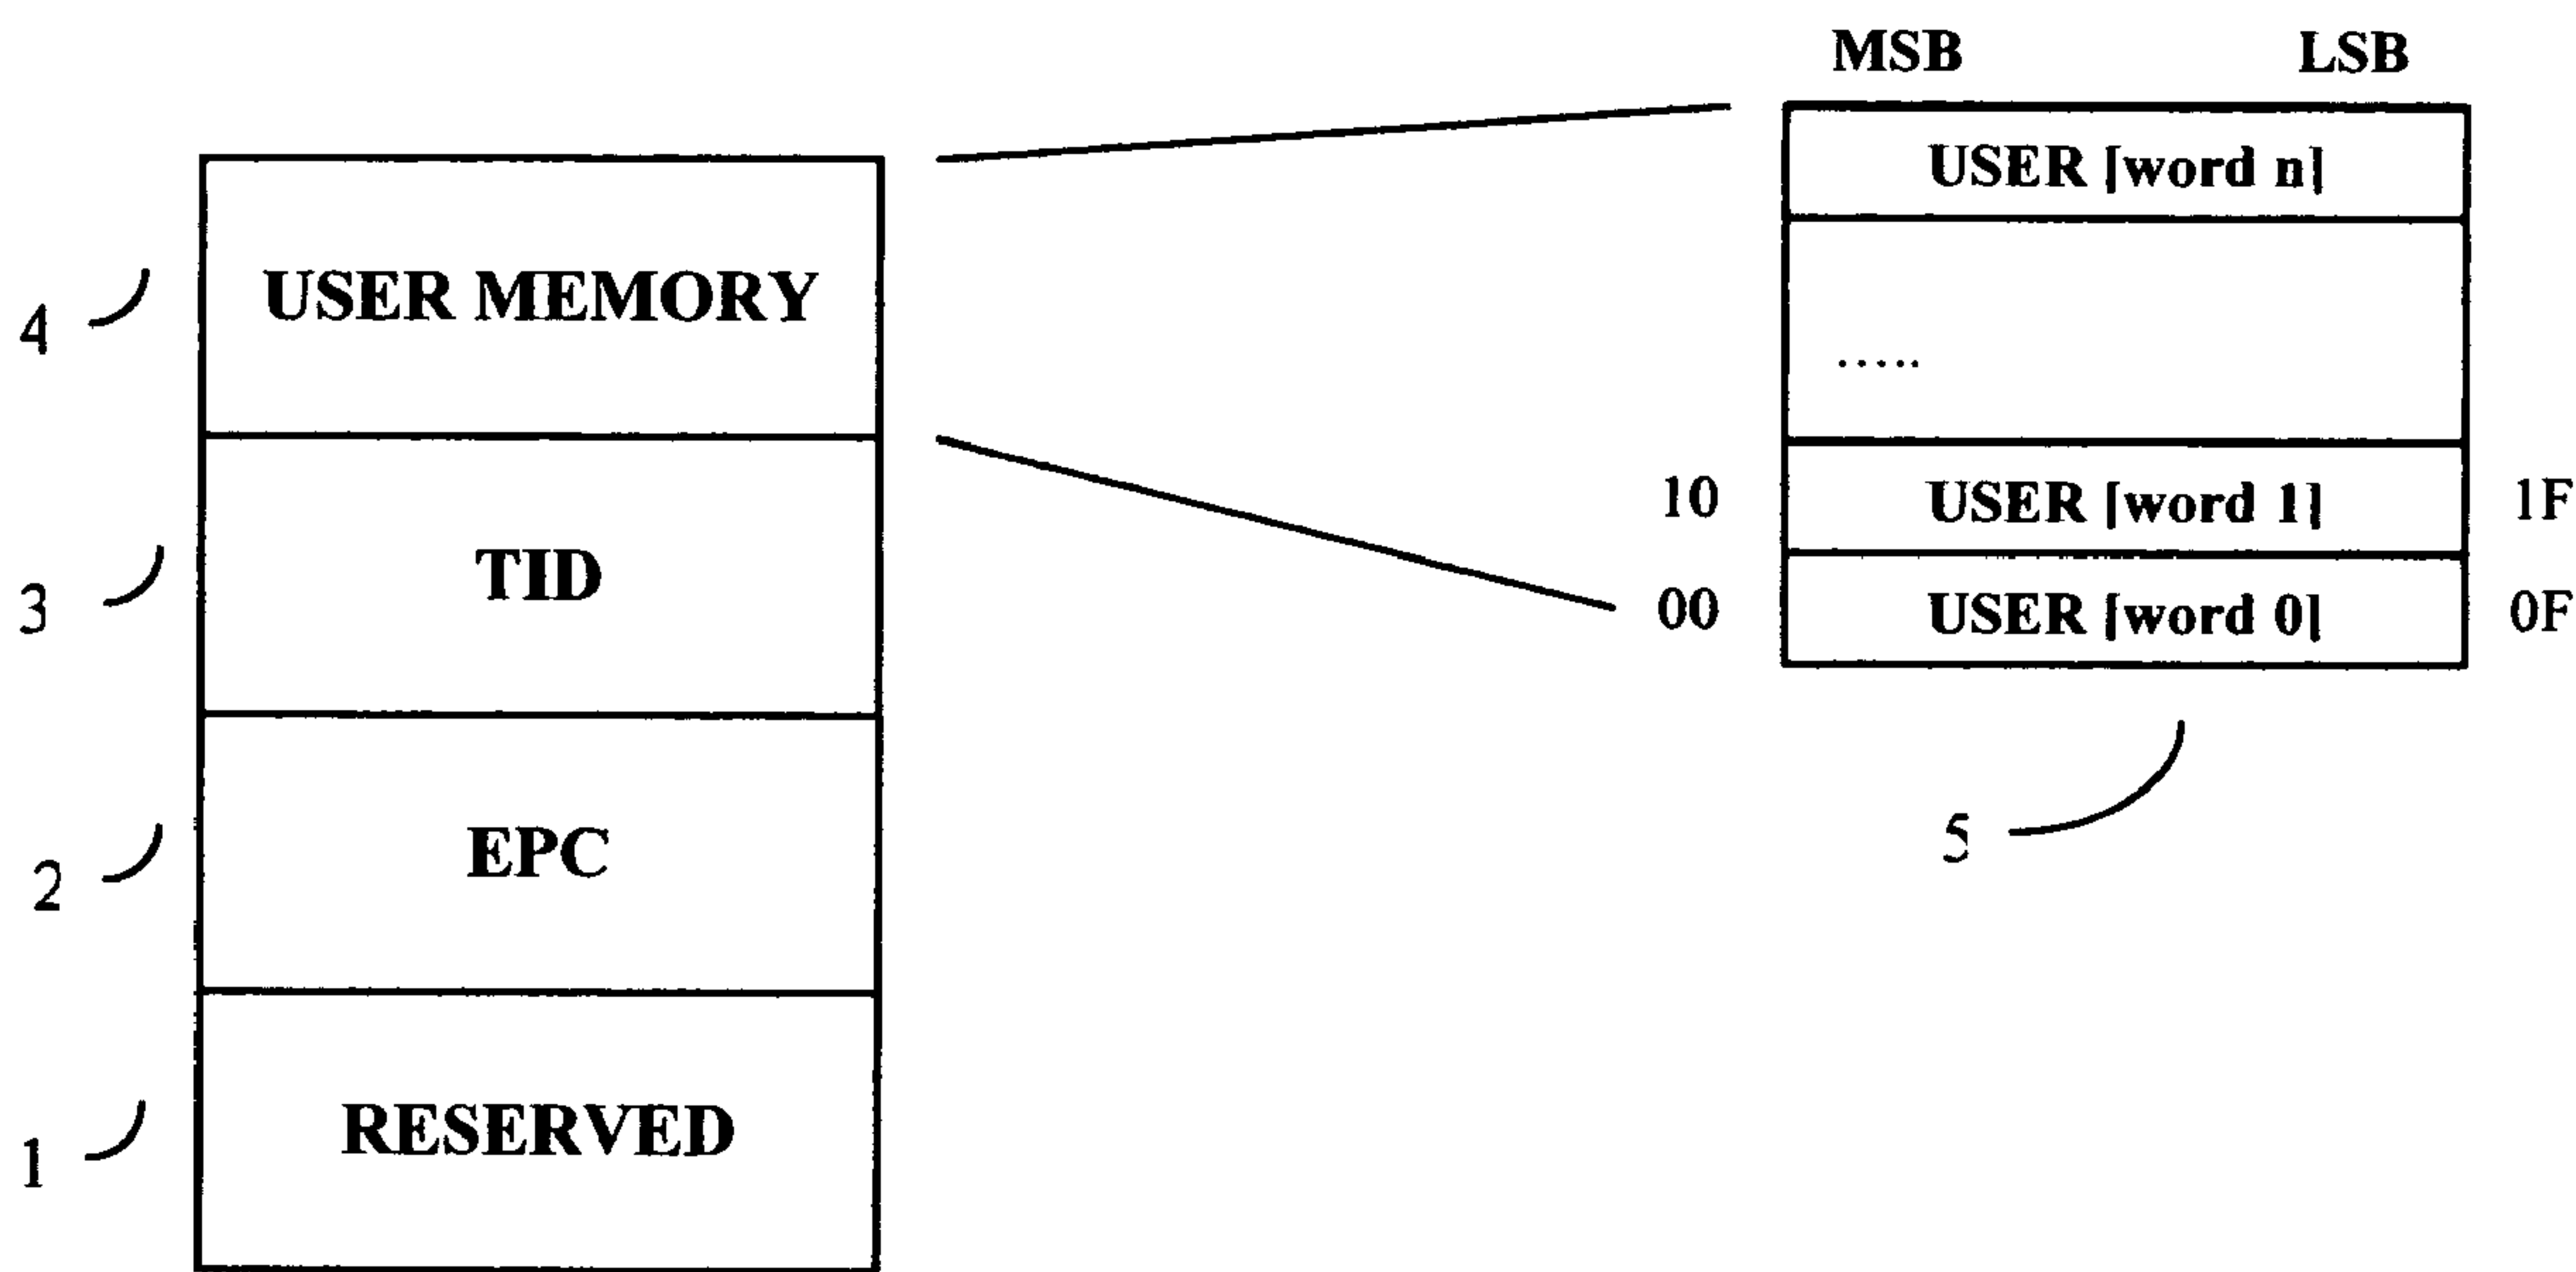 MSB LSB
USER [word n]
.....
10 USER [word 1] 1F
00 USER [word 0] 0F
5
4 USER MEMORY
3 TID
2 EPC
1 RESERVED